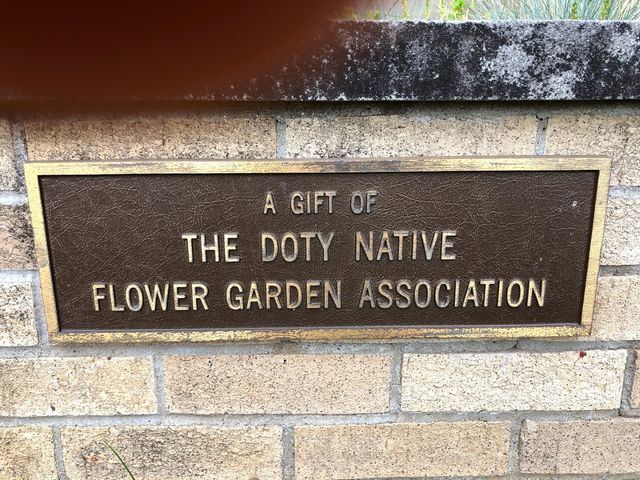 A GIFT OF
THE DOTY NATIVE
FLOWER GARDEN ASSOCIATION